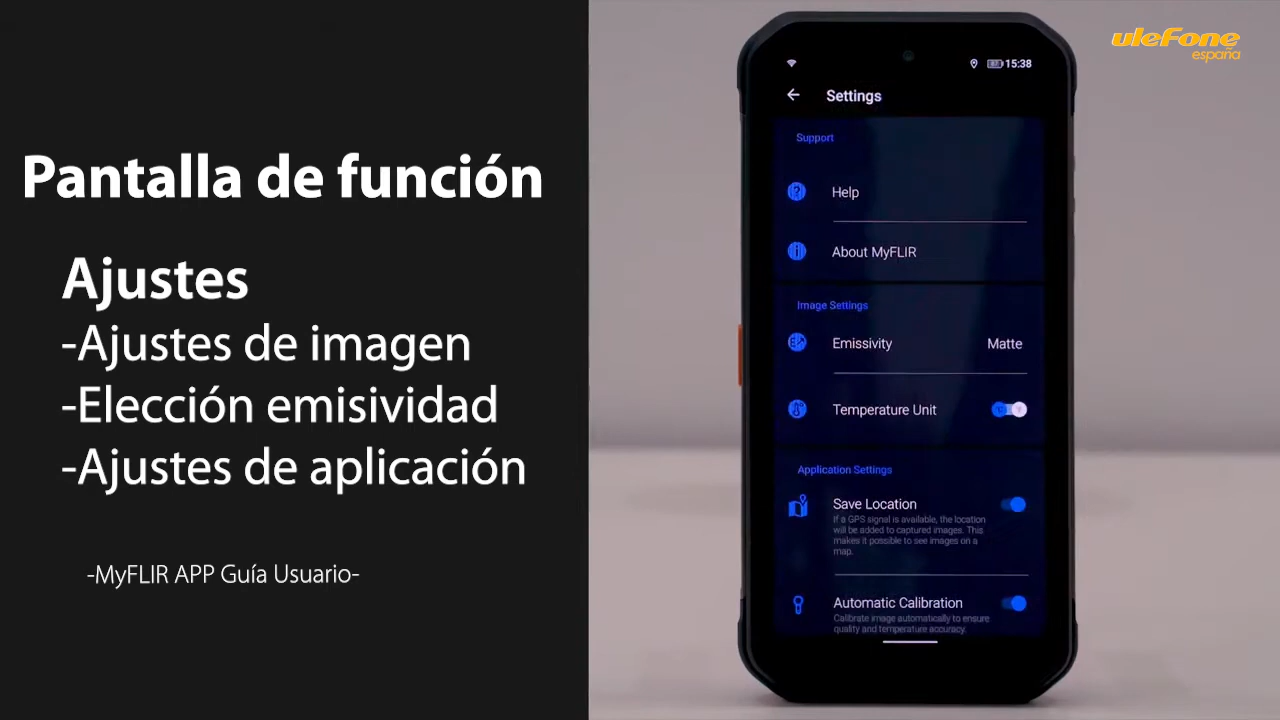 Pantalla de función
Ajustes
-Ajustes de imagen
-Elección emisividad
-Ajustes de aplicación
-MyFLIR APP Guía Usuario-
uleFone
españa
15:38
Settings
Support
Help
About MyFLIR
Image Settings
Emissivity
Matte
Temperature Unit
Application Settings
Save Location
If a GPS signal is available, the location
will be added to captured images. This
makes it possible to see images on a
map.
Automatic Calibration
Calibrate image automatically to ensure
quality and temperature accuracy.